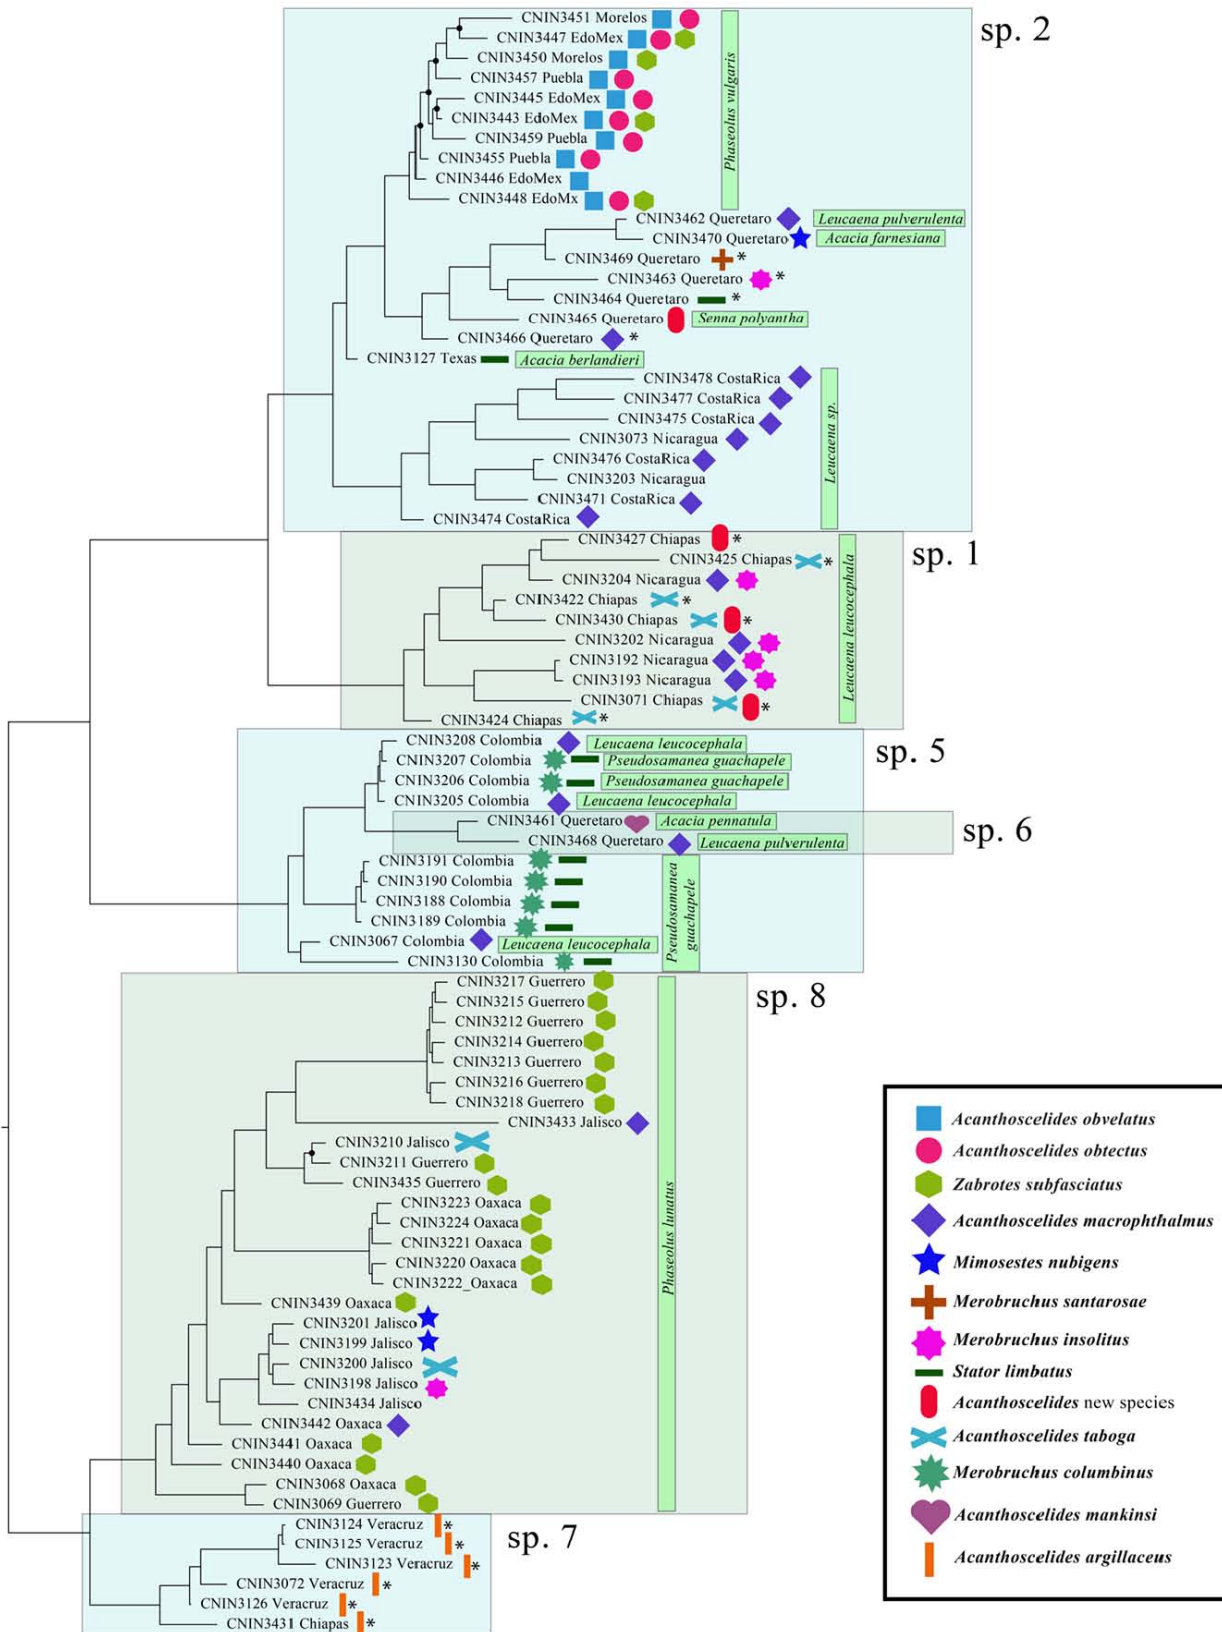 CNIN3451 Morelos
sp. 2
CNIN3447 EdoMex
CNIN3450 Morelos
CNIN3457 Puebla
CNIN3445 EdoMex
CNIN3443 EdoMex
CNIN3459 Puebla
CNIN3455 Puebla
CNIN3446 EdoMex
CNIN3448 EdoMx
Phaseolus vulgaris
CNIN3462 Queretaro Leucaena pulverulenta
CNIN3470 Queretaro Acacia farnesiana
CNIN3469 Queretaro *
CNIN3463 Queretaro *
CNIN3464 Queretaro *
CNIN3465 Queretaro Senna polyantha
CNIN3466 Queretaro *
CNIN3127 Texas Acacia berlandieri
CNIN3478 CostaRica
CNIN3477 CostaRica
CNIN3475 CostaRica
CNIN3073 Nicaragua
CNIN3476 CostaRica
CNIN3203 Nicaragua
CNIN3471 CostaRica
CNIN3474 CostaRica
Leucaena sp.
CNIN3427 Chiapas *
sp. 1
CNIN3425 Chiapas *
CNIN3204 Nicaragua
CNIN3422 Chiapas *
CNIN3430 Chiapas *
CNIN3202 Nicaragua
CNIN3192 Nicaragua
CNIN3193 Nicaragua
CNIN3071 Chiapas *
CNIN3424 Chiapas *
Leucaena leucocephala
CNIN3208 Colombia Leucaena leucocephala
sp. 5
CNIN3207 Colombia Pseudosamanea guachapele
CNIN3206 Colombia Pseudosamanea guachapele
CNIN3205 Colombia Leucaena leucocephala
CNIN3461 Queretaro Acacia pennatula
sp. 6
CNIN3468 Queretaro Leucaena pulverulenta
CNIN3191 Colombia
CNIN3190 Colombia
CNIN3188 Colombia
CNIN3189 Colombia
CNIN3067 Colombia Leucaena leucocephala
CNIN3130 Colombia
Pseudosamanea
guachapele
CNIN3217 Guerrero
sp. 8
CNIN3215 Guerrero
CNIN3212 Guerrero
CNIN3214 Guerrero
CNIN3213 Guerrero
CNIN3216 Guerrero
CNIN3218 Guerrero
CNIN3433 Jalisco
CNIN3210 Jalisco
CNIN3211 Guerrero
CNIN3435 Guerrero
CNIN3223 Oaxaca
CNIN3224 Oaxaca
CNIN3221 Oaxaca
CNIN3220 Oaxaca
CNIN3222_Oaxaca
CNIN3439 Oaxaca
CNIN3201 Jalisco
CNIN3199 Jalisco
CNIN3200 Jalisco
CNIN3198 Jalisco
CNIN3434 Jalisco
CNIN3442 Oaxaca
CNIN3441 Oaxaca
CNIN3440 Oaxaca
CNIN3068 Oaxaca
CNIN3069 Guerrero
Phaseolus lunatus
CNIN3124 Veracruz *
sp. 7
CNIN3125 Veracruz *
CNIN3123 Veracruz *
CNIN3072 Veracruz *
CNIN3126 Veracruz *
CNIN3431 Chiapas *
Acanthoscelides obvelatus
Acanthoscelides obtectus
Zabrotes subfasciatus
Acanthoscelides macrophthalmus
Mimosestes nubigens
Merobruchus santarosae
Merobruchus insolitus
Stator limbatus
Acanthoscelides new species
Acanthoscelides taboga
Merobruchus columbinus
Acanthoscelides mankinsi
Acanthoscelides argillaceus